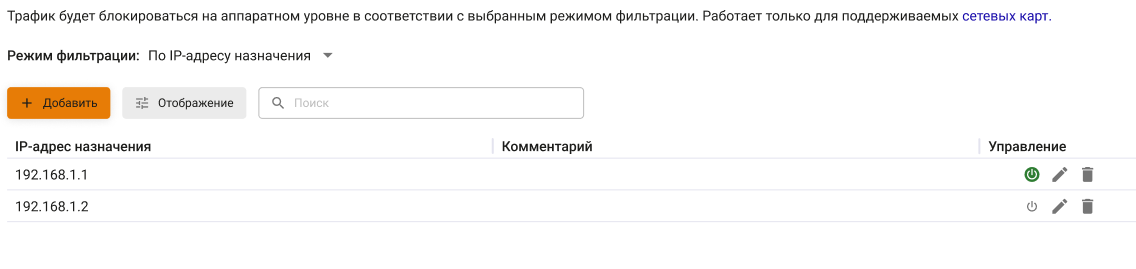 Трафик будет блокироваться на аппаратном уровне в соответствии с выбранным режимом фильтрации. Работает только для поддерживаемых сетевых карт.
Режим фильтрации: По IP-адресу назначения
Добавить Отображение Поиск
IP-адрес назначения Комментарий Управление
192.168.1.1
192.168.1.2